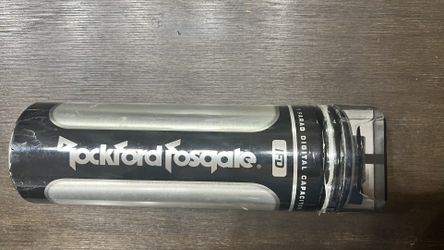 Rockford Fosgate®
FARAD DIGITAL CAPACITOR